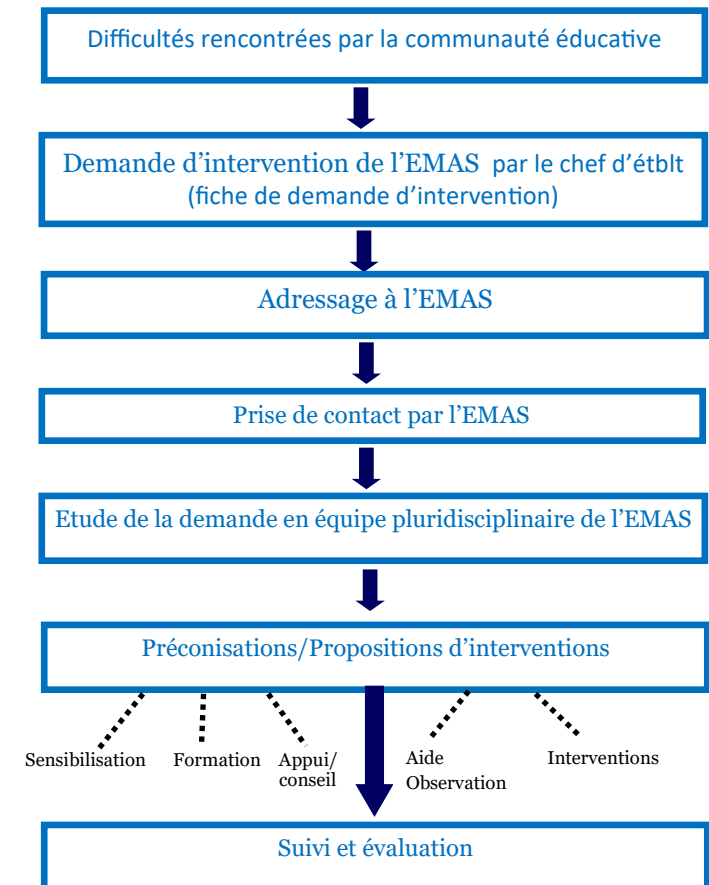 Difficultés rencontrées par la communauté éducative
Demande d’intervention de l’EMAS par le chef d’étblt
(fiche de demande d’intervention)
Adressage à l’EMAS
Prise de contact par l’EMAS
Etude de la demande en équipe pluridisciplinaire de l’EMAS
Préconisations/Propositions d’interventions
Sensibilisation
Formation
Appui/
conseil
Aide
Observation
Interventions
Suivi et évaluation